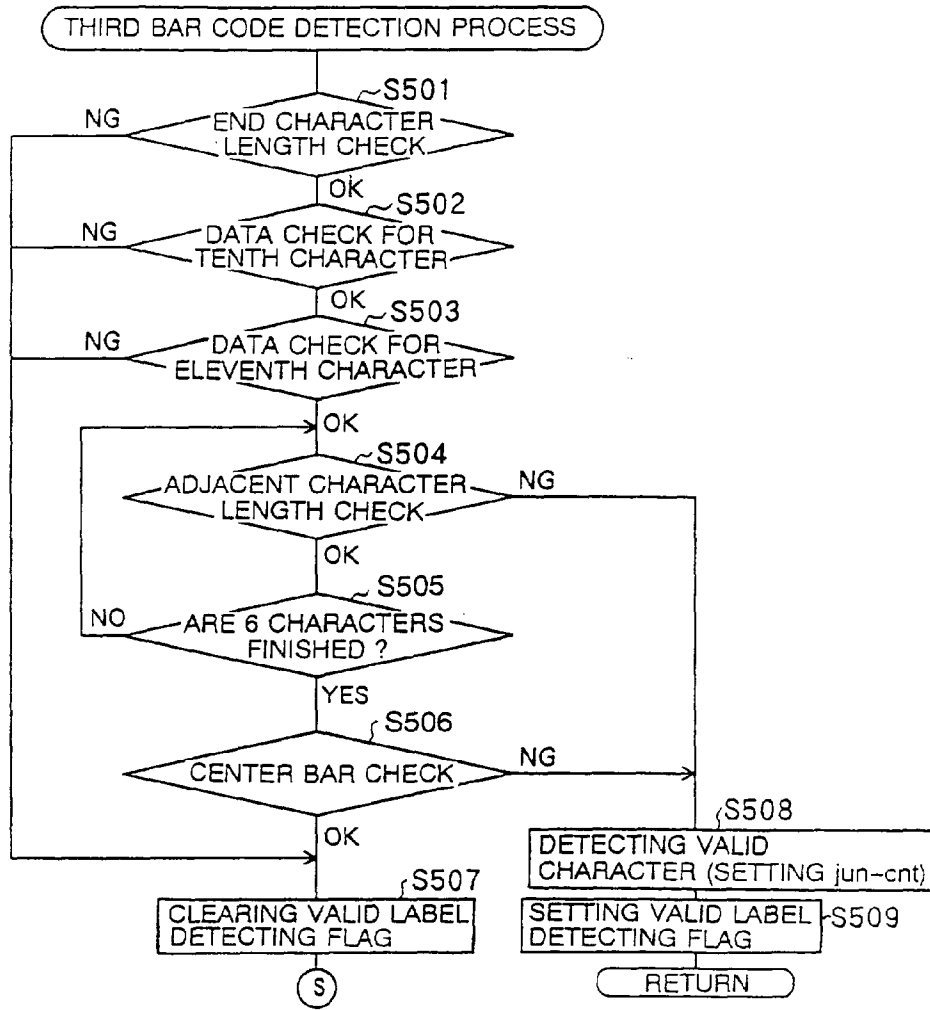 THIRD BAR CODE DETECTION PROCESS
S501
NG
END CHARACTER
LENGTH CHECK
OK
S502
NG
DATA CHECK FOR
TENTH CHARACTER
OK
S503
NG
DATA CHECK FOR
ELEVENTH CHARACTER
OK
S504
ADJACENT CHARACTER
LENGTH CHECK
NG
OK
S505
NO
ARE 6 CHARACTERS
FINISHED ?
YES
S506
CENTER BAR CHECK
NG
OK
S508
DETECTING VALID
CHARACTER (SETTING jun-cnt)
S507
CLEARING VALID LABEL
DETECTING FLAG
SETTING VALID LABEL
DETECTING FLAG
S509
S
RETURN